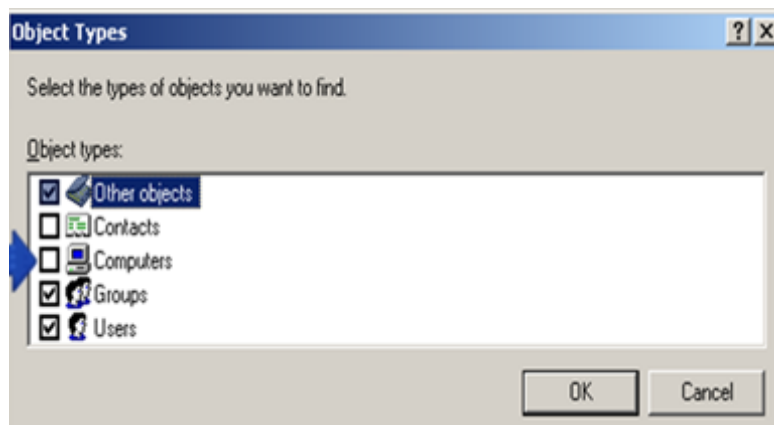 Object Types
Select the types of objects you want to find.
Object types:
Other objects
Contacts
Computers
Groups
Users
OK Cancel